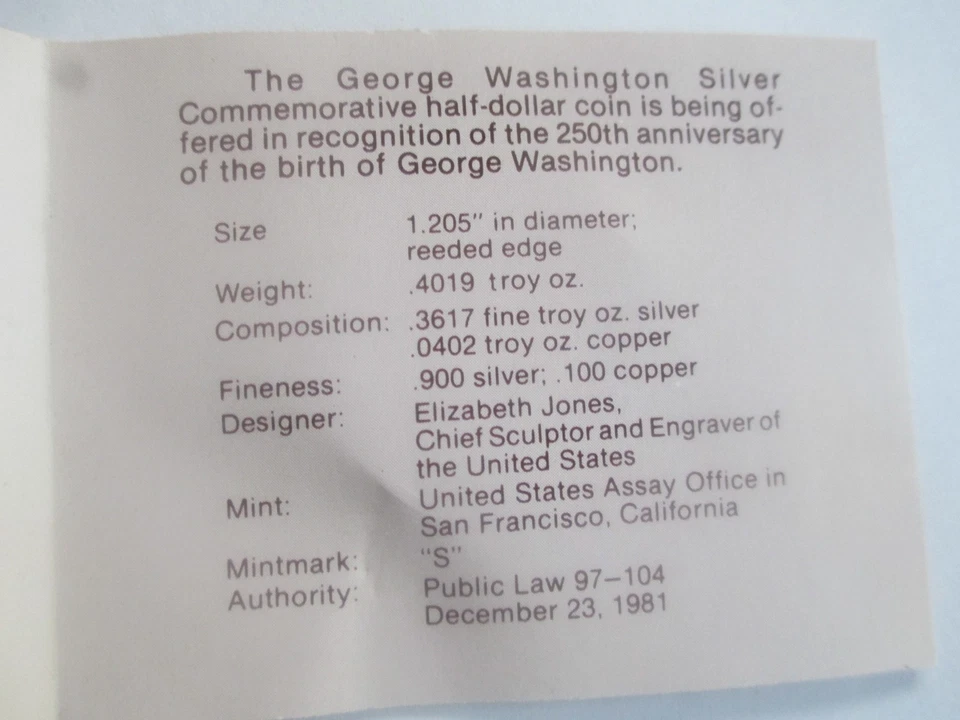 The George Washington Silver
Commemorative half-dollar coin is being of-
fered in recognition of the 250th anniversary
of the birth of George Washington.
Size 1.205" in diameter;
reeded edge
Weight: .4019 troy oz.
Composition: .3617 fine troy oz. silver
.0402 troy oz. copper
Fineness: .900 silver; .100 copper
Designer: Elizabeth Jones,
Chief Sculptor and Engraver of
the United States
Mint: United States Assay Office in
San Francisco, California
Mintmark: "S"
Authority: Public Law 97–104
December 23, 1981